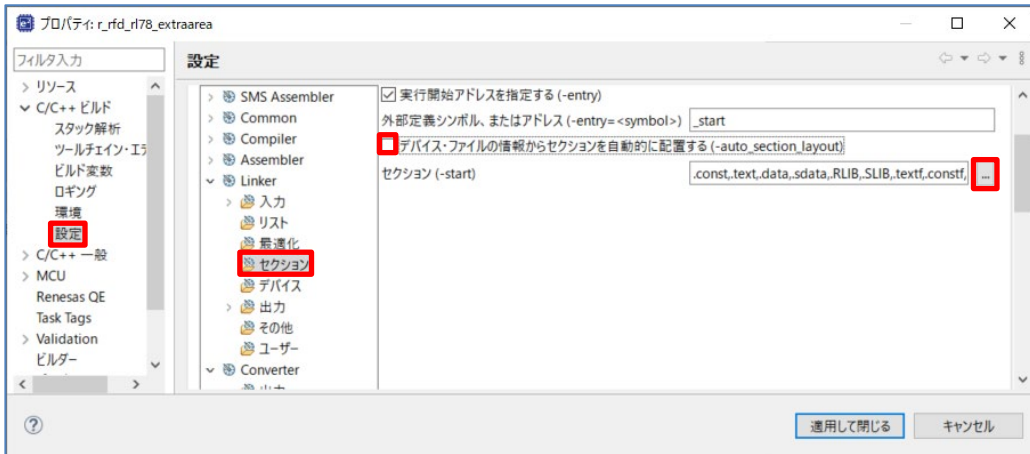 プロパティ: r_rfd_rl78_extraarea
フィルタ入力
設定
リソース
C/C++ ビルド
スタック解析
ツールチェイン・エデ
ビルド変数
ロギング
環境
設定
C/C++ 一般
MCU
Renesas QE
Task Tags
Validation
ビルダー
SMS Assembler
Common
Compiler
Assembler
Linker
入力
リスト
最適化
セクション
デバイス
出力
その他
ユーザー
Converter
実行開始アドレスを指定する (-entry)
外部定義シンボル、またはアドレス (-entry=<symbol>) _start
デバイス・ファイルの情報からセクションを自動的に配置する (-auto_section_layout)
セクション (-start) .const,.text,.data,.sdata,.RLIB,.SLIB,.textf,.constf, ...
適用して閉じる キャンセル